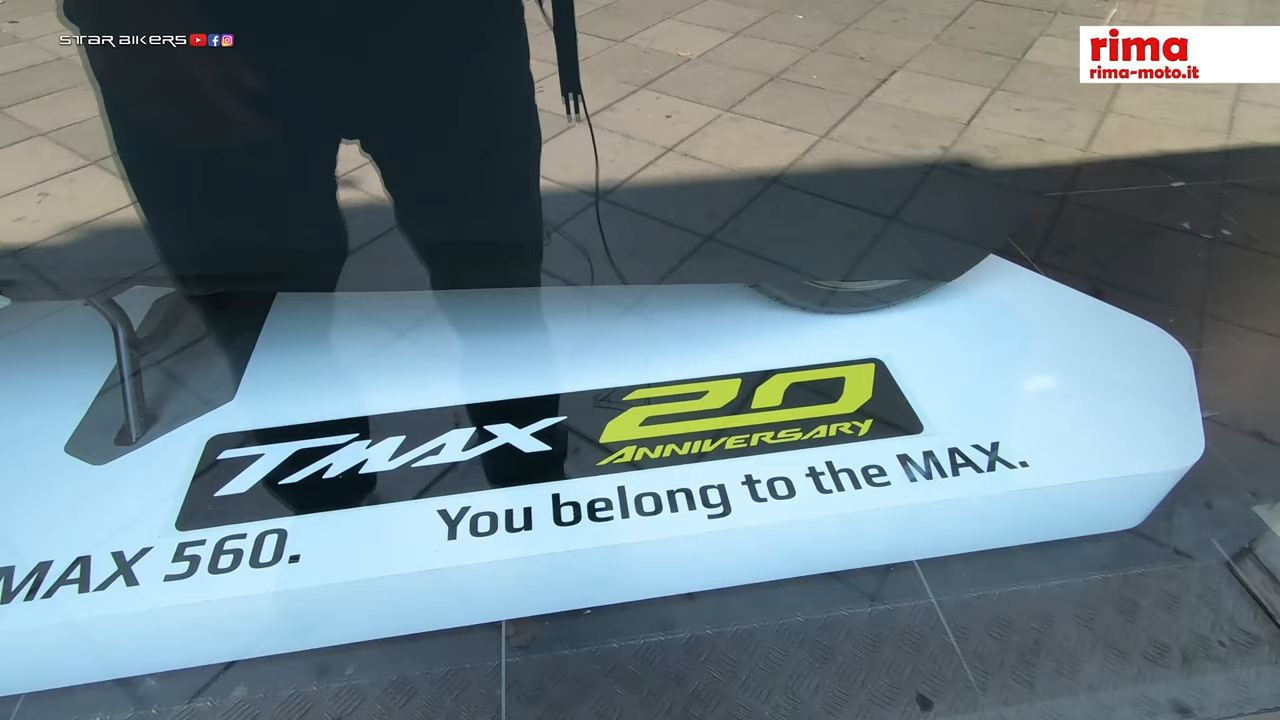 STAR BIKERS
rima
rima-moto.it
TMAX 20
ANNIVERSARY
You belong to the MAX.
MAX 560.